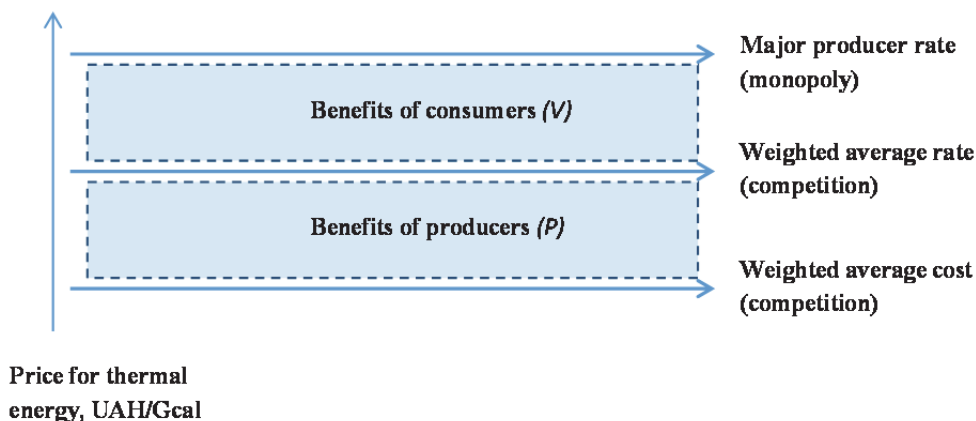 Major producer rate
(monopoly)
Benefits of consumers (V)
Weighted average rate
(competition)
Benefits of producers (P)
Weighted average cost
(competition)
Price for thermal
energy, UAH/Gcal